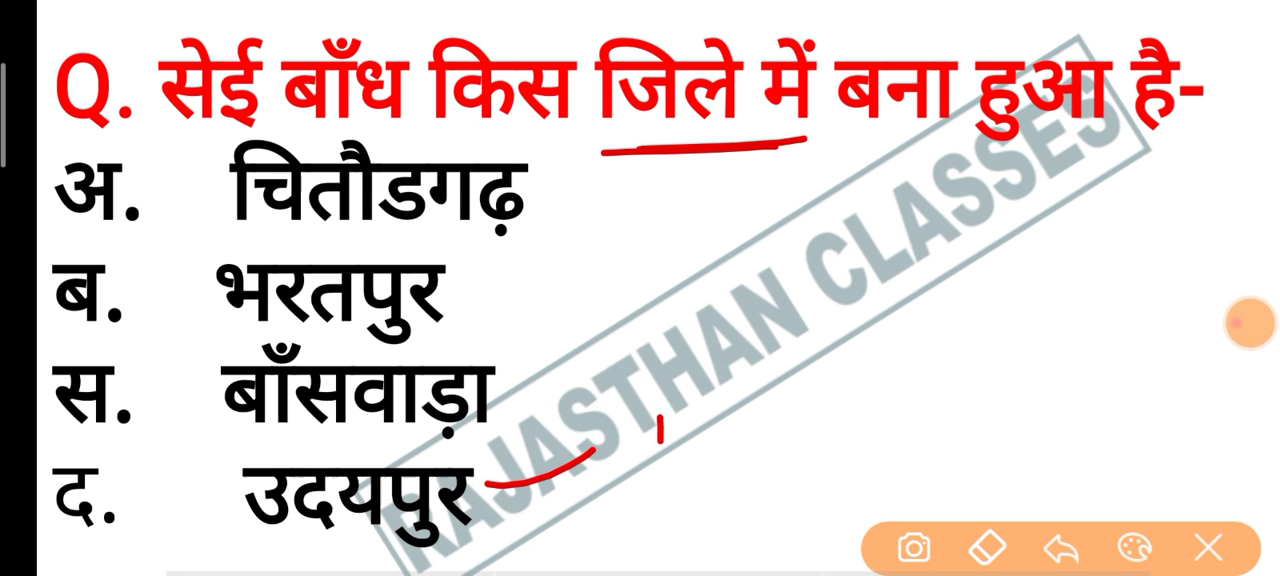 Q. सेई बाँध किस जिले में बना हुआ है-
अ. चितौडगढ़
ब. भरतपुर
स. बाँसवाड़ा
द. उदयपुर
RAJASTHAN CLASSES